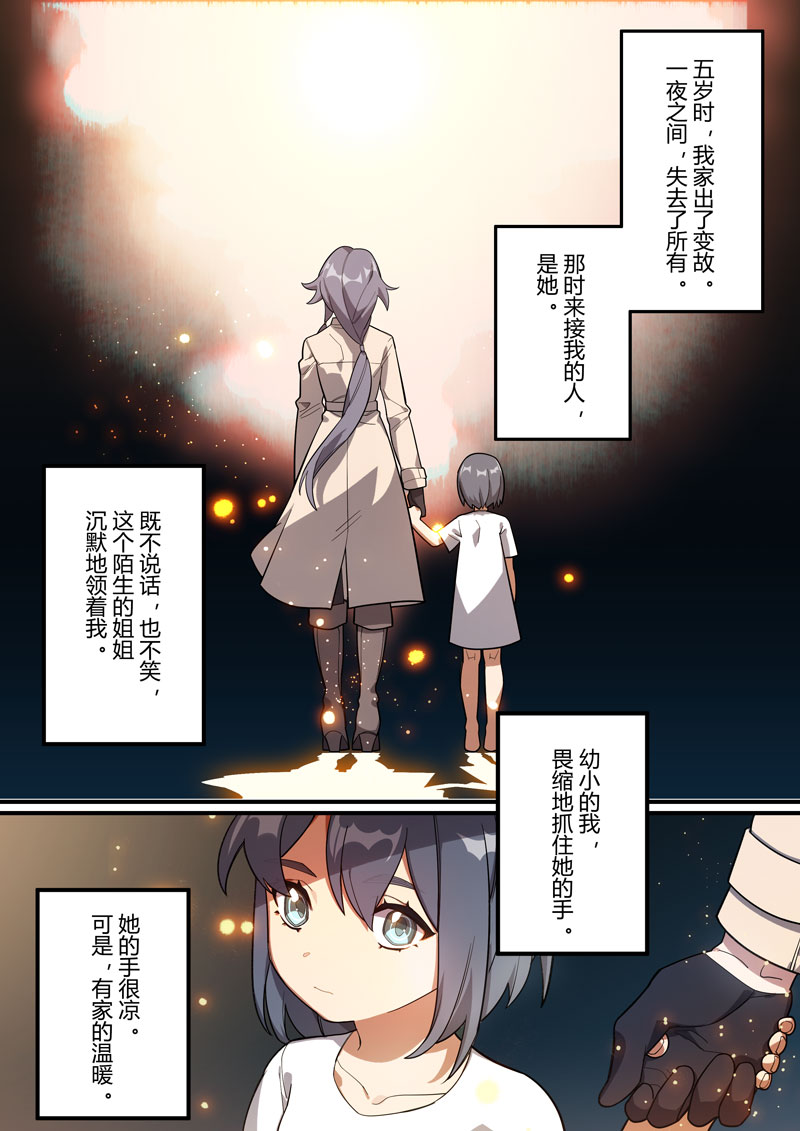 五岁时，我家出了变故。
一夜之间，失去了所有。
那时来接我的人，
是她。
既不说话，也不笑，
这个陌生的姐姐
沉默地领着我。
幼小的我，
畏缩地抓住她的手。
她的手很凉。
可是，有家的温暖。